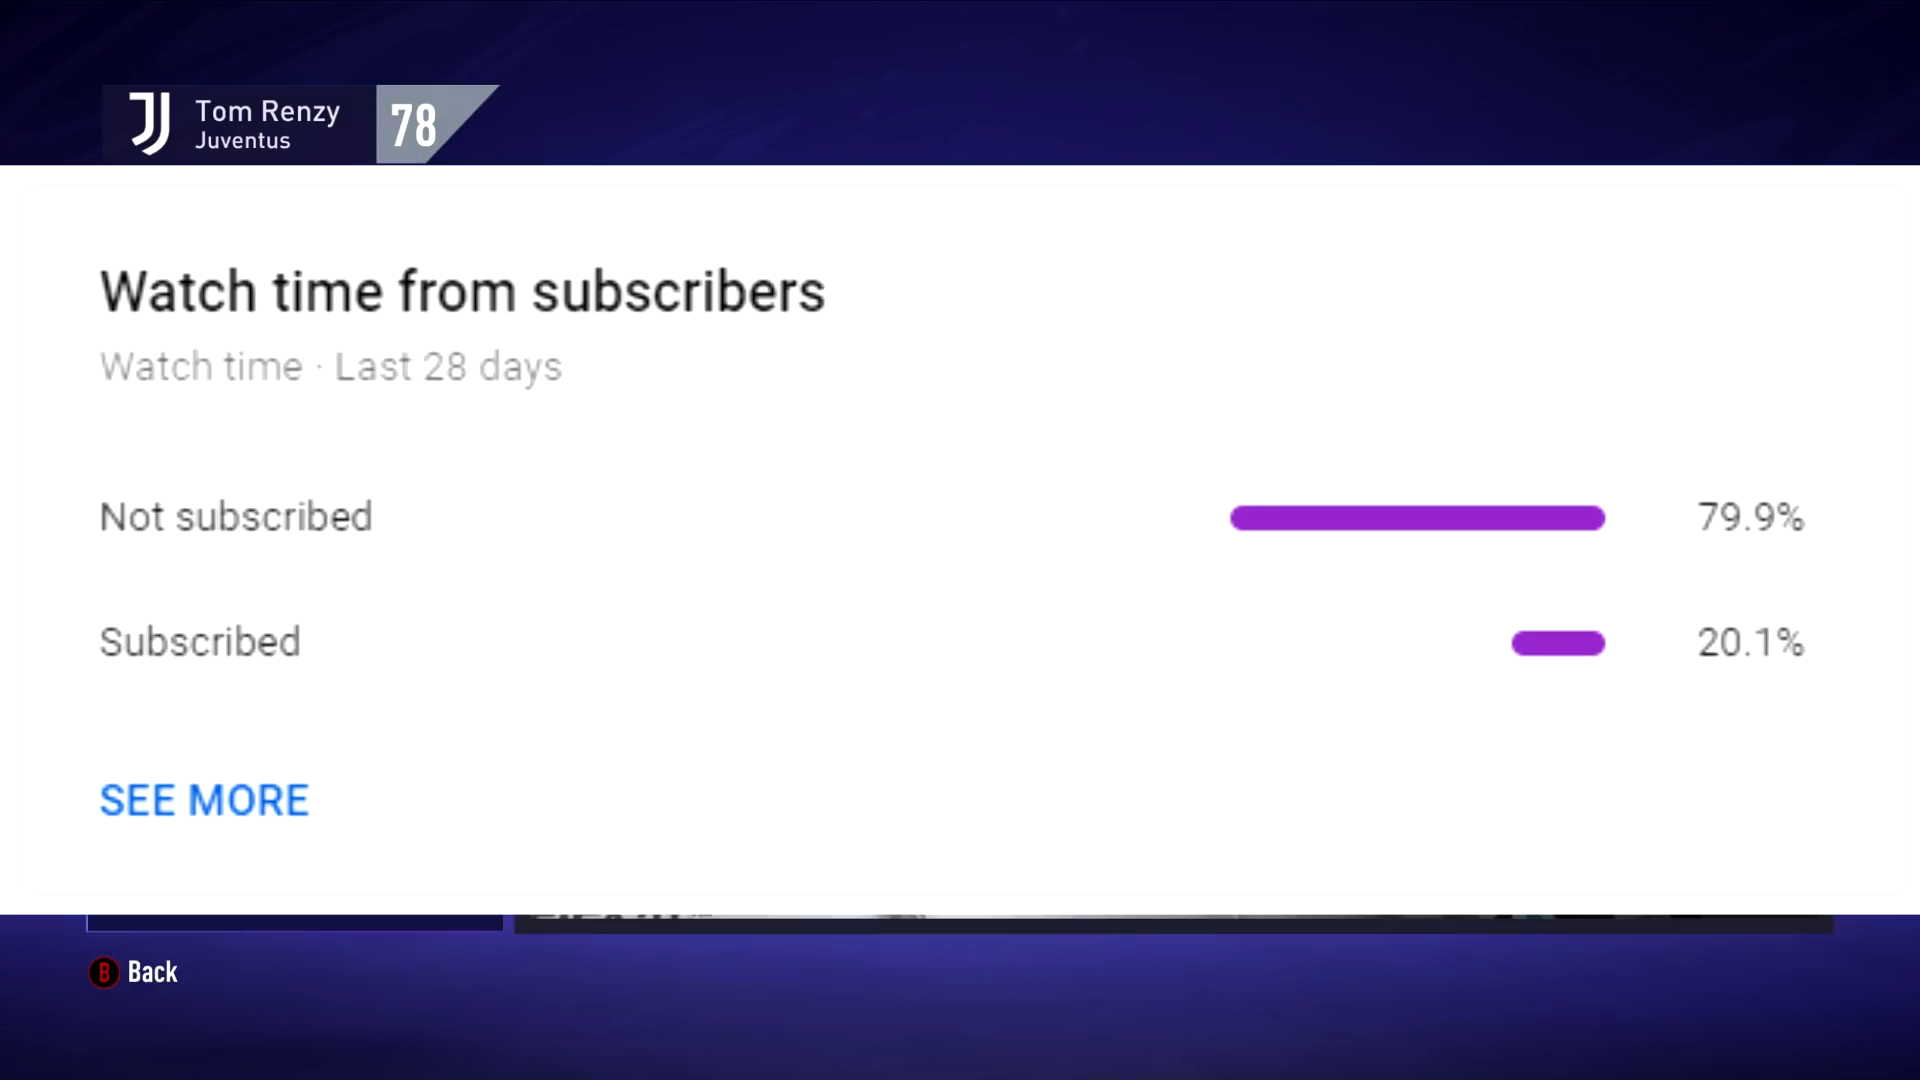 Tom Renzy
Juventus
78
Watch time from subscribers
Watch time · Last 28 days
Not subscribed 79.9%
Subscribed 20.1%
SEE MORE
B Back